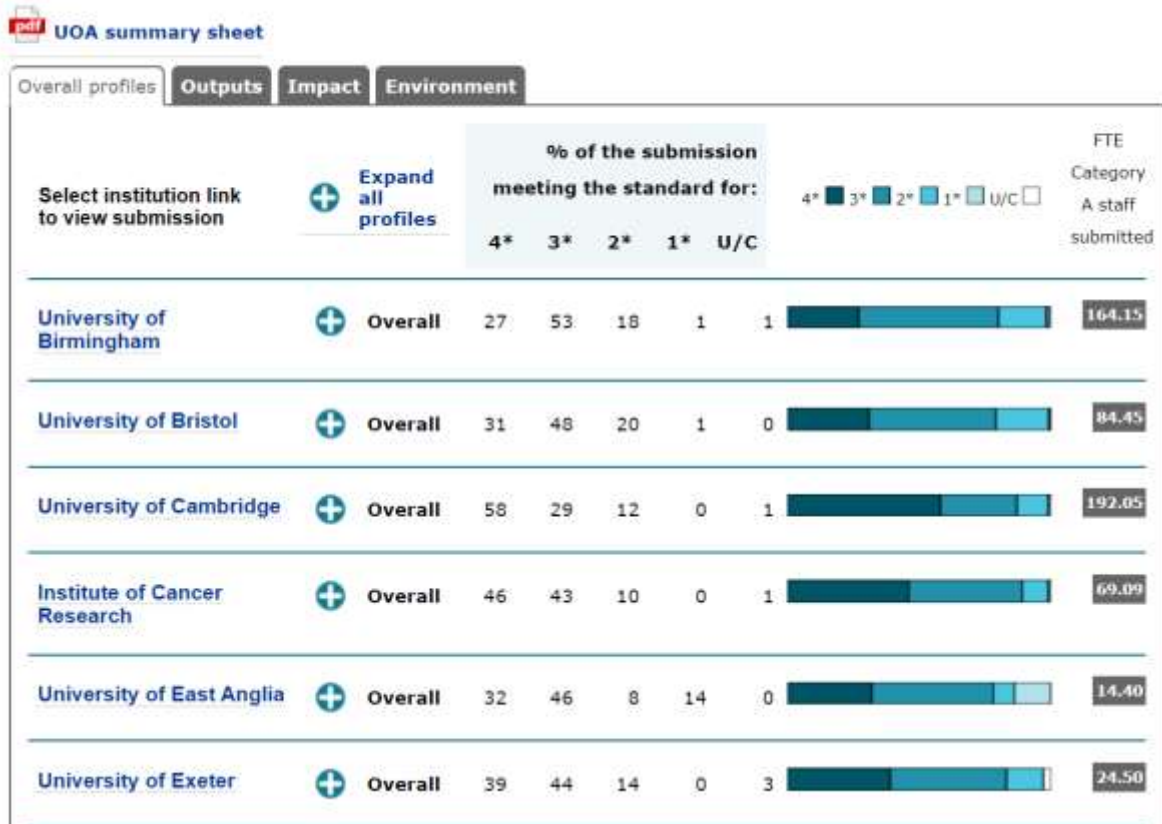 pdf UOA summary sheet
Overall profiles Outputs Impact Environment
Select institution link
to view submission
Expand
all
profiles
% of the submission
meeting the standard for:
4* 3* 2* 1* U/C
4* 3* 2* 1* U/C
FTE
Category
A staff
submitted
University of
Birmingham
Overall 27 53 18 1 1 164.15
University of Bristol Overall 31 48 20 1 0 84.45
University of Cambridge Overall 58 29 12 0 1 192.05
Institute of Cancer
Research
Overall 46 43 10 0 1 69.09
University of East Anglia Overall 32 46 8 14 0 14.40
University of Exeter Overall 39 44 14 0 3 24.50